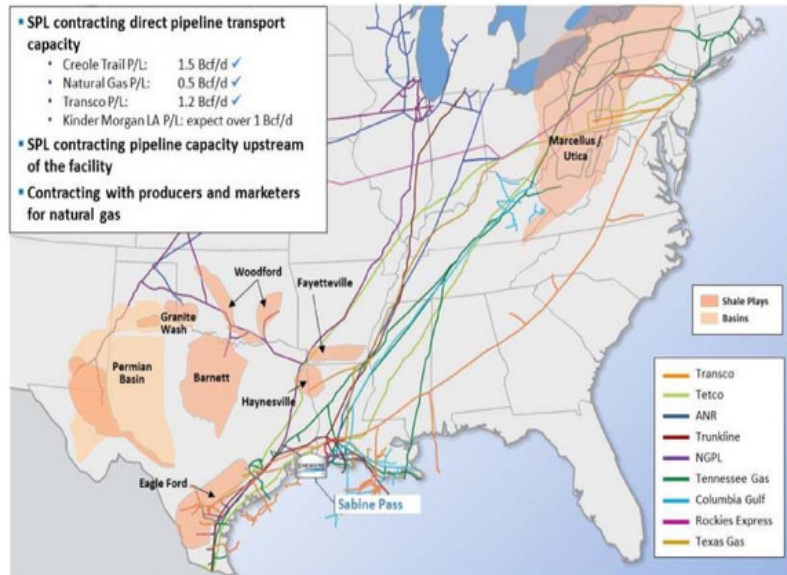 SPL contracting direct pipeline transport
capacity
Creole Trail P/L: 1.5 Bcf/d ✓
Natural Gas P/L: 0.5 Bcf/d ✓
Transco P/L: 1.2 Bcf/d ✓
Kinder Morgan LA P/L: expect over 1 Bcf/d
SPL contracting pipeline capacity upstream
of the facility
Contracting with producers and marketers
for natural gas
Marcellus /
Utica
Woodford
Fayetteville
Granite
Wash
Permian
Basin
Barnett
Haynesville
Eagle Ford
CHENIERE
Sabine Pass
Shale Plays
Basins
Transco
Tetco
ANR
Trunkline
NGPL
Tennessee Gas
Columbia Gulf
Rockies Express
Texas Gas